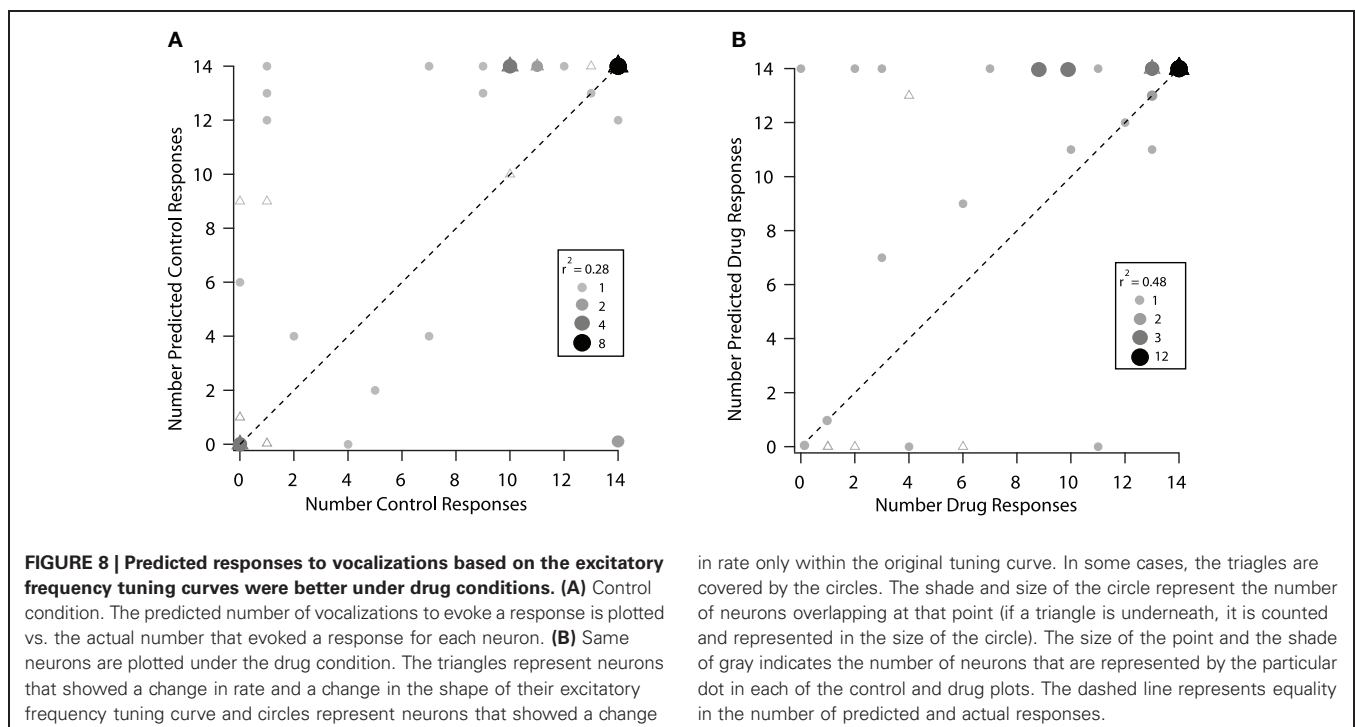 A
14
12
10
8
6
4
2
0
Number Predicted Control Responses
0 2 4 6 8 10 12 14
Number Control Responses
r² = 0.28
1
2
4
8
B
14
12
10
8
6
4
2
0
Number Predicted Drug Responses
0 2 4 6 8 10 12 14
Number Drug Responses
r² = 0.48
1
2
3
12
FIGURE 8 | Predicted responses to vocalizations based on the excitatory
frequency tuning curves were better under drug conditions. (A) Control
condition. The predicted number of vocalizations to evoke a response is plotted
vs. the actual number that evoked a response for each neuron. (B) Same
neurons are plotted under the drug condition. The triangles represent neurons
that showed a change in rate and a change in the shape of their excitatory
frequency tuning curve and circles represent neurons that showed a change
in rate only within the original tuning curve. In some cases, the triagles are
covered by the circles. The shade and size of the circle represent the number
of neurons overlapping at that point (if a triangle is underneath, it is counted
and represented in the size of the circle). The size of the point and the shade
of gray indicates the number of neurons that are represented by the particular
dot in each of the control and drug plots. The dashed line represents equality
in the number of predicted and actual responses.